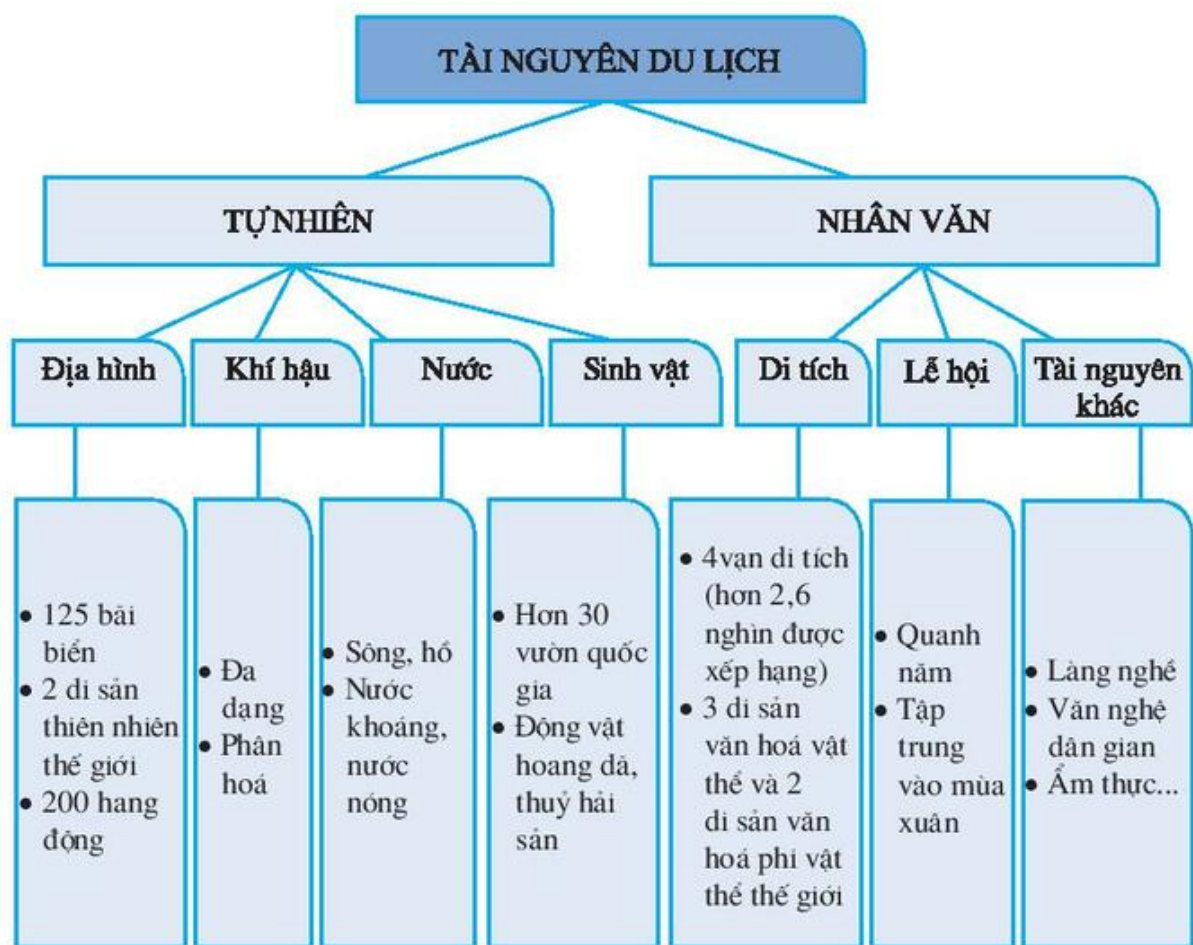 TÀI NGUYÊN DU LỊCH
TỰ NHIÊN
NHÂN VĂN
Địa hình
Khí hậu
Nước
Sinh vật
Di tích
Lễ hội
Tài nguyên
khác
• 125 bãi
biển
• 2 di sản
thiên nhiên
thế giới
• 200 hang
động
• Đa
dạng
• Phân
hoá
• Sông, hồ
• Nước
khoáng,
nước
nóng
• Hơn 30
vườn quốc
gia
• Động vật
hoang dã,
thuỷ hải
sản
• 4vạn di tích
(hơn 2,6
nghìn được
xếp hạng)
• 3 di sản
văn hoá vật
thể và 2
di sản văn
hoá phi vật
thể thế giới
• Quanh
năm
• Tập
trung
vào mùa
xuân
• Làng nghề
• Văn nghệ
dân gian
• Ẩm thực...